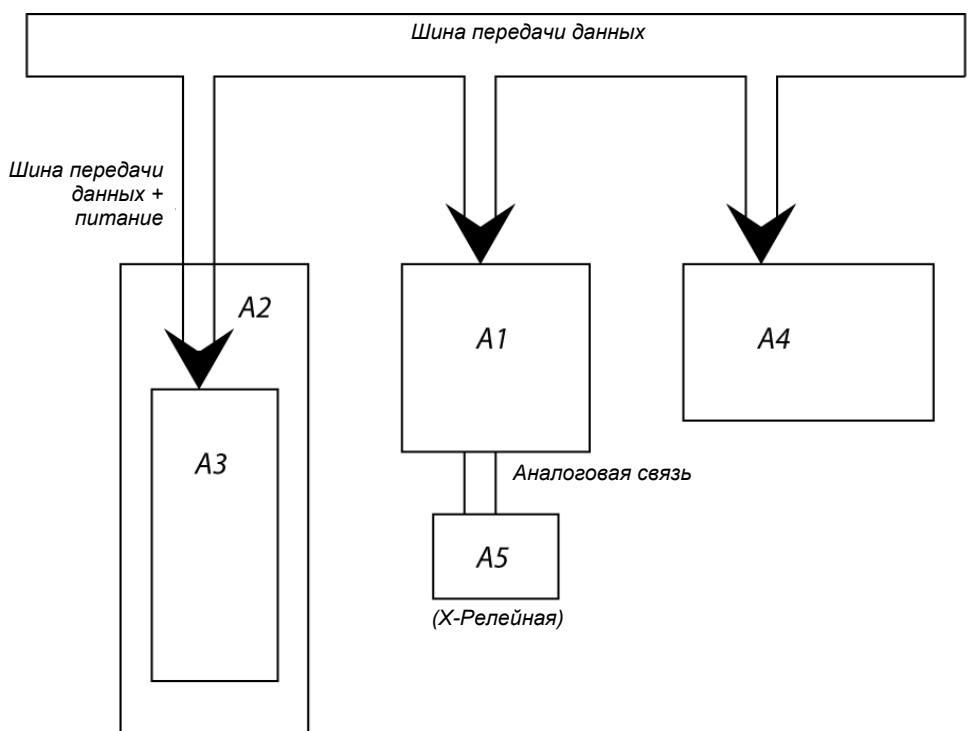 Шина передачи данных
Шина передачи
данных +
питание
A2
A1
A4
A3
Аналоговая связь
A5
(Х-Релейная)